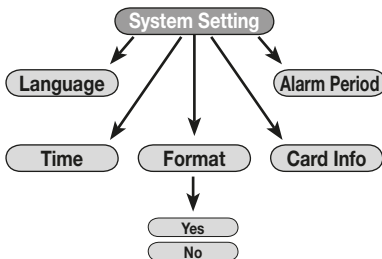 System Setting
Language
Alarm Period
Time
Format
Card Info
Yes
No